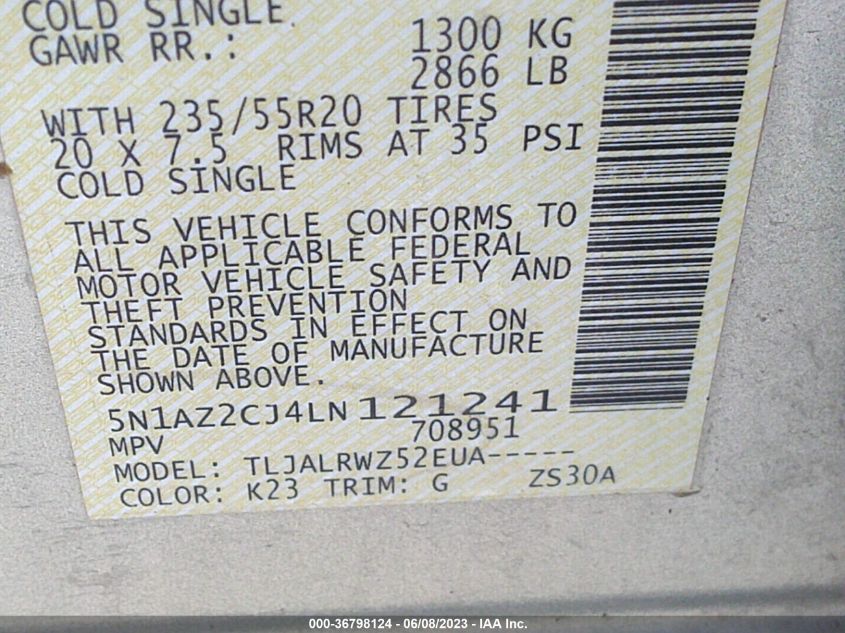 COLD SINGLE
GAWR RR.: 1300 KG
2866 LB
WITH 235/55R20 TIRES
20 X 7.5 RIMS AT 35 PSI
COLD SINGLE
THIS VEHICLE CONFORMS TO
ALL APPLICABLE FEDERAL
MOTOR VEHICLE SAFETY AND
THEFT PREVENTION
STANDARDS IN EFFECT ON
THE DATE OF MANUFACTURE
SHOWN ABOVE.
5N1AZ2CJ4LN121241
MPV 708951
MODEL: TLJALRWZ52EUA-----
COLOR: K23 TRIM: G ZS30A
000-36798124 - 06/08/2023 - IAA Inc.